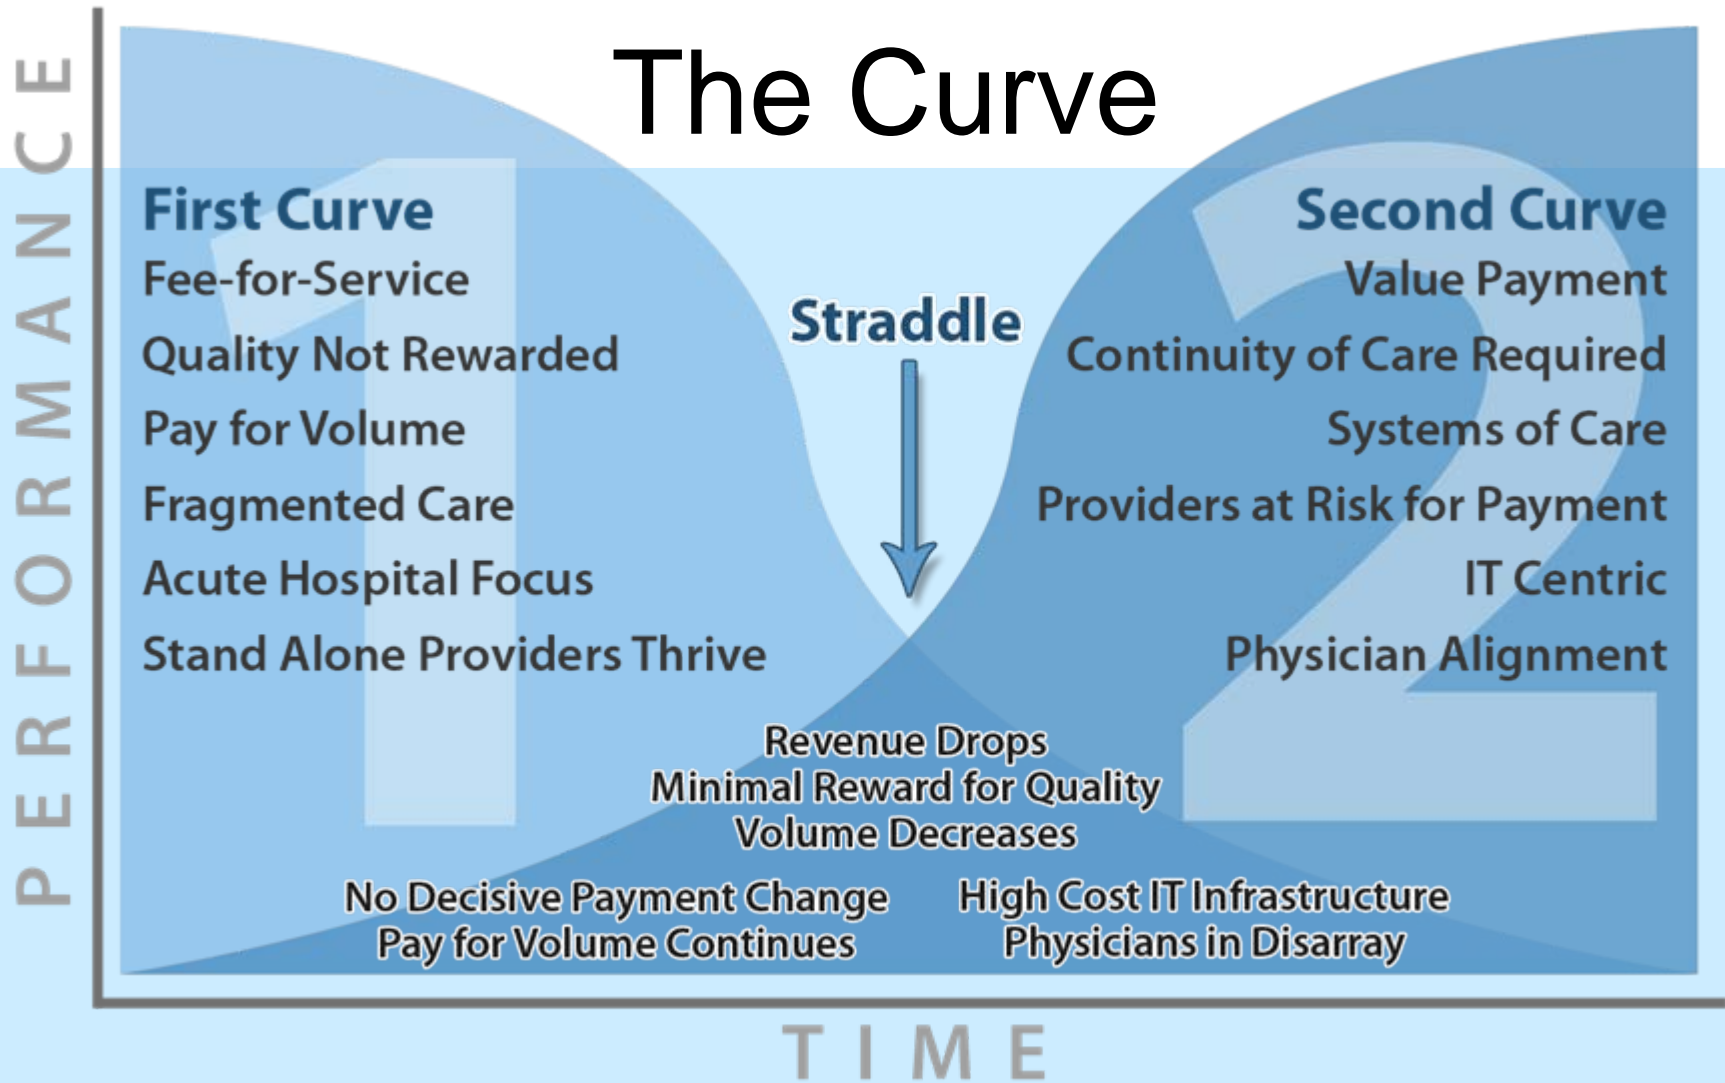 The Curve
PERFORMANCE
1
First Curve
Fee-for-Service
Quality Not Rewarded
Pay for Volume
Fragmented Care
Acute Hospital Focus
Stand Alone Providers Thrive
Straddle
2
Second Curve
Value Payment
Continuity of Care Required
Systems of Care
Providers at Risk for Payment
IT Centric
Physician Alignment
Revenue Drops
Minimal Reward for Quality
Volume Decreases
No Decisive Payment Change
Pay for Volume Continues
High Cost IT Infrastructure
Physicians in Disarray
TIME